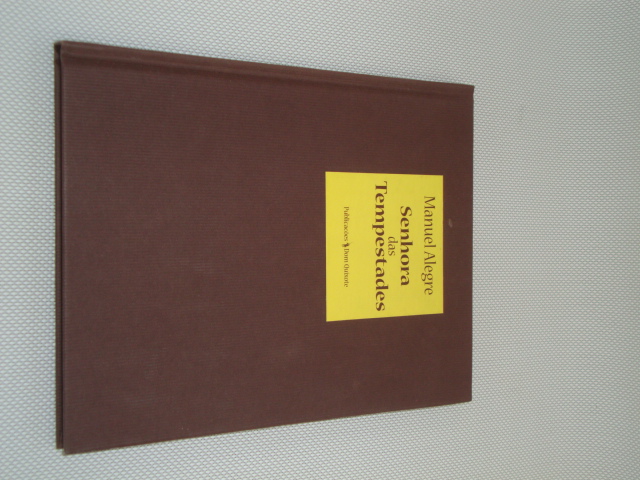 Manuel Alegre
Senhora
das
Tempestades
Publicações Dom Quixote